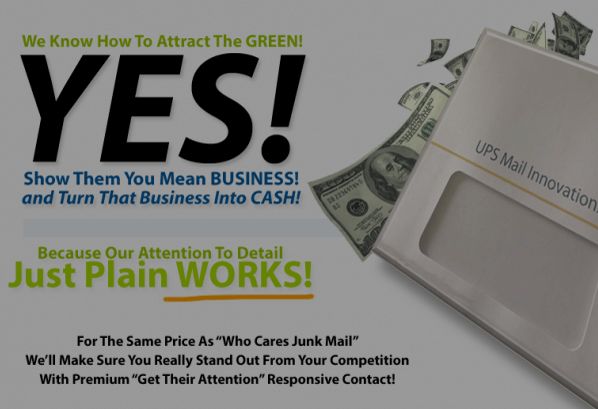 We Know How To Attract The GREEN!
YES!
Show Them You Mean BUSINESS!
and Turn That Business Into CASH!
UPS Mail Innovations
Because Our Attention To Detail
Just Plain WORKS!
For The Same Price As “Who Cares Junk Mail”
We’ll Make Sure You Really Stand Out From Your Competition
With Premium “Get Their Attention” Responsive Contact!